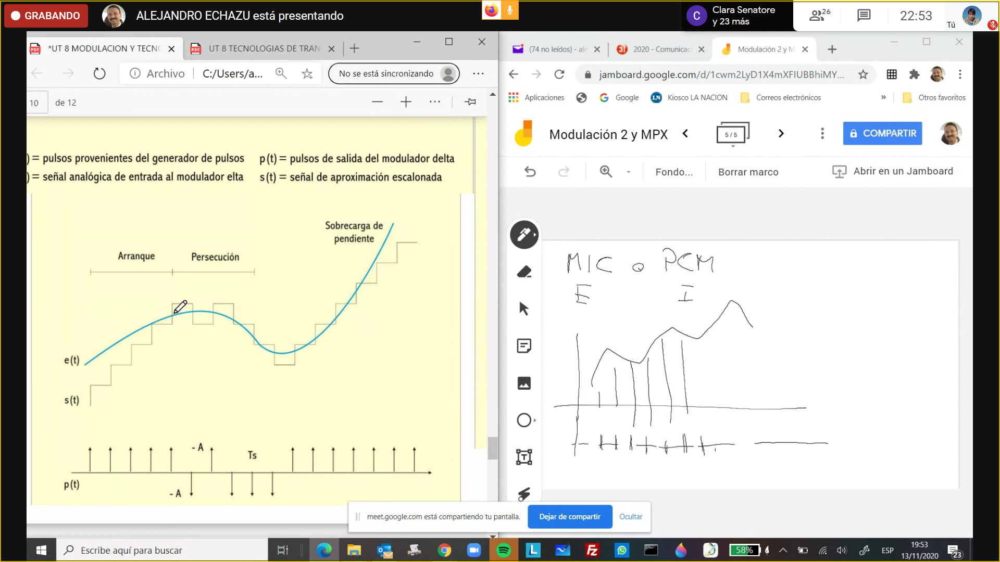 GRABANDO
ALEJANDRO ECHAZU está presentando
C
Clara Senatore
y 23 más
26
22:53
Tú
*UT 8 MODULACION Y TECNO
UT 8 TECNOLOGIAS DE TRAN
Archivo
C:/Users/a...
No se está sincronizando
10
de 12
) = pulsos provenientes del generador de pulsos
p(t) = pulsos de salida del modulador delta
) = señal analógica de entrada al modulador elta
s(t) = señal de aproximación escalonada
Sobrecarga de
pendiente
Arranque
Persecución
e(t)
s(t)
- A
Ts
p(t)
- A
(74 no leídos) - ale
2020 - Comunicac
Modulación 2 y M
jamboard.google.com/d/1cwm2LyD1X4mXFIUBBhiMY...
Aplicaciones
Google
LN
Kiosco LA NACION
Correos electrónicos
»
Otros favoritos
Modulación 2 y MPX
5 / 5
COMPARTIR
Fondo...
Borrar marco
Abrir en un Jamboard
MIC o PCM
E I
meet.google.com está compartiendo tu pantalla.
Dejar de compartir
Ocultar
Escribe aquí para buscar
58%
ESP
19:53
13/11/2020
23